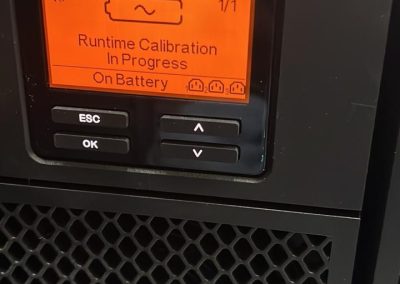 1/1
Runtime Calibration
In Progress
On Battery
ESC
OK